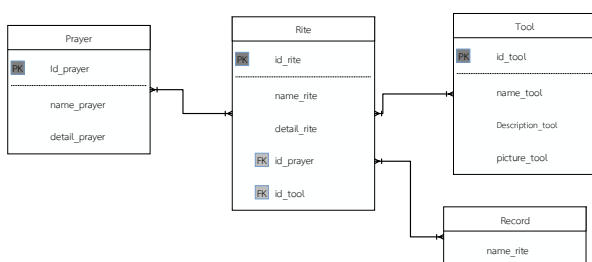 Prayer
PK Id_prayer
name_prayer
detail_prayer
Rite
PK id_rite
name_rite
detail_rite
FK id_prayer
FK id_tool
Tool
PK id_tool
name_tool
Description_tool
picture_tool
Record
name_rite